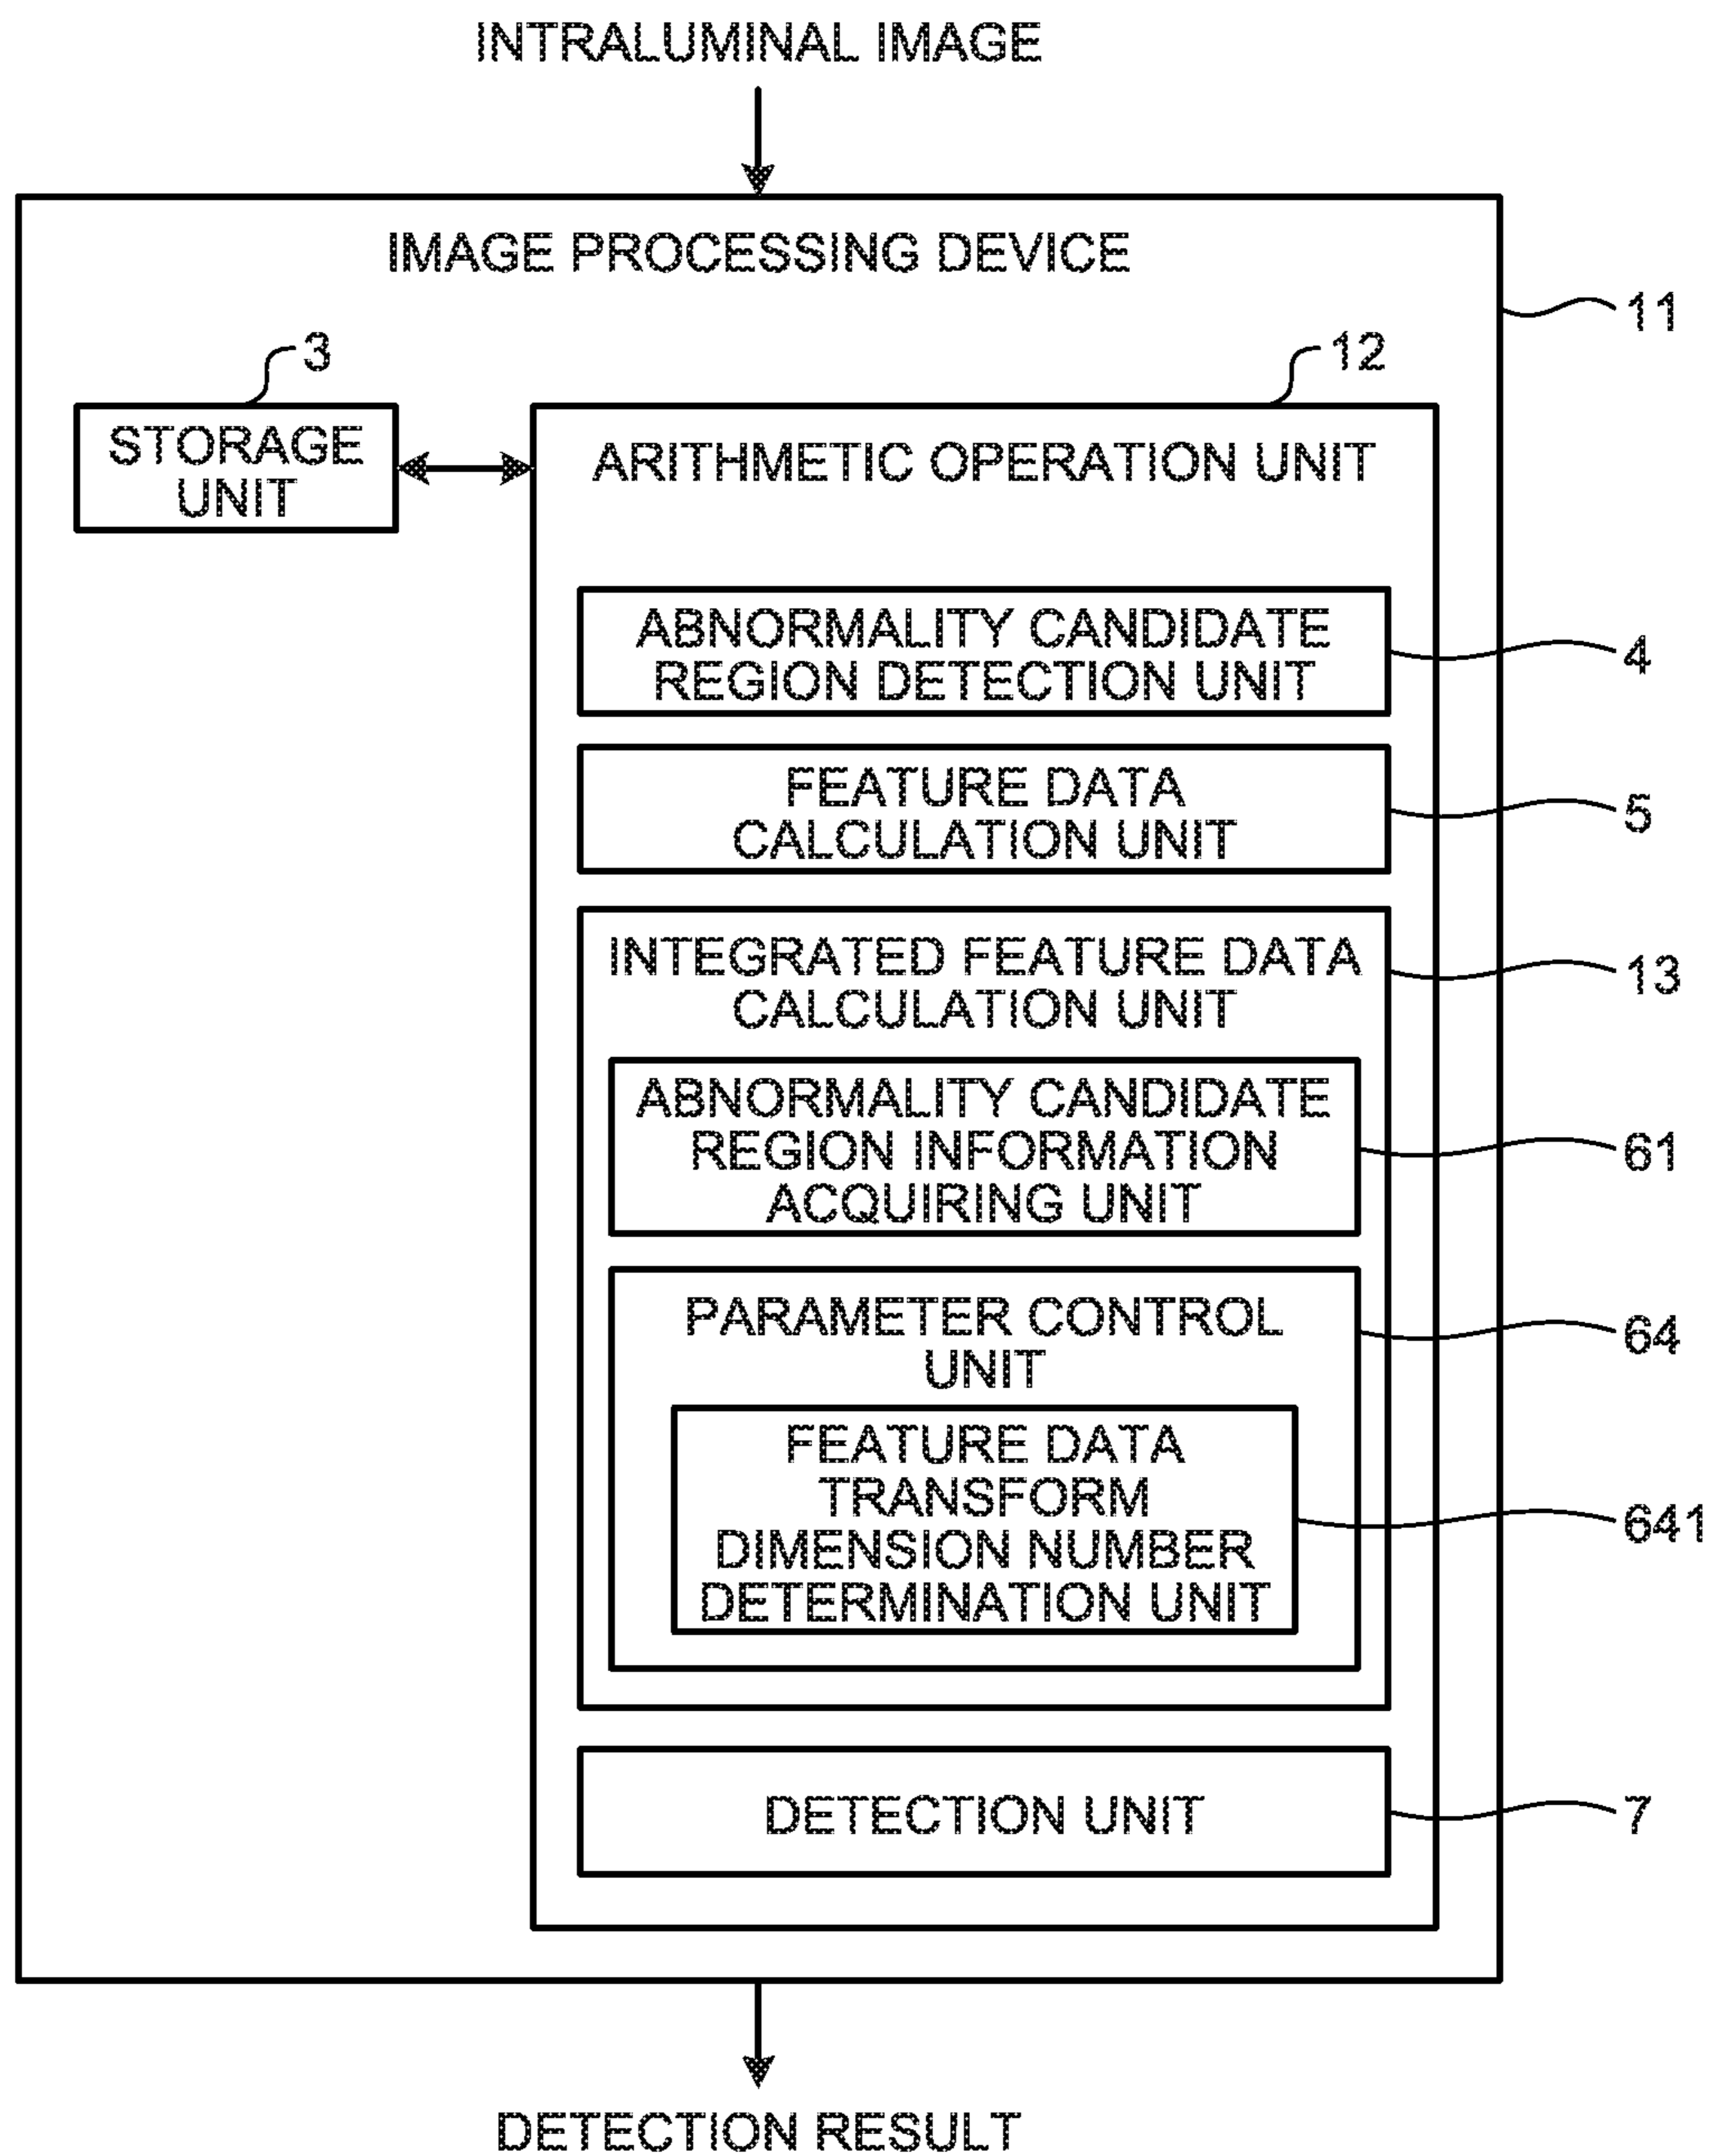 INTRALUMINAL IMAGE
IMAGE PROCESSING DEVICE
11
3
12
STORAGE
UNIT
ARITHMETIC OPERATION UNIT
ABNORMALITY CANDIDATE
REGION DETECTION UNIT
4
FEATURE DATA
CALCULATION UNIT
5
INTEGRATED FEATURE DATA
CALCULATION UNIT
13
ABNORMALITY CANDIDATE
REGION INFORMATION
ACQUIRING UNIT
61
PARAMETER CONTROL
UNIT
64
FEATURE DATA
TRANSFORM
DIMENSION NUMBER
DETERMINATION UNIT
641
DETECTION UNIT
7
DETECTION RESULT